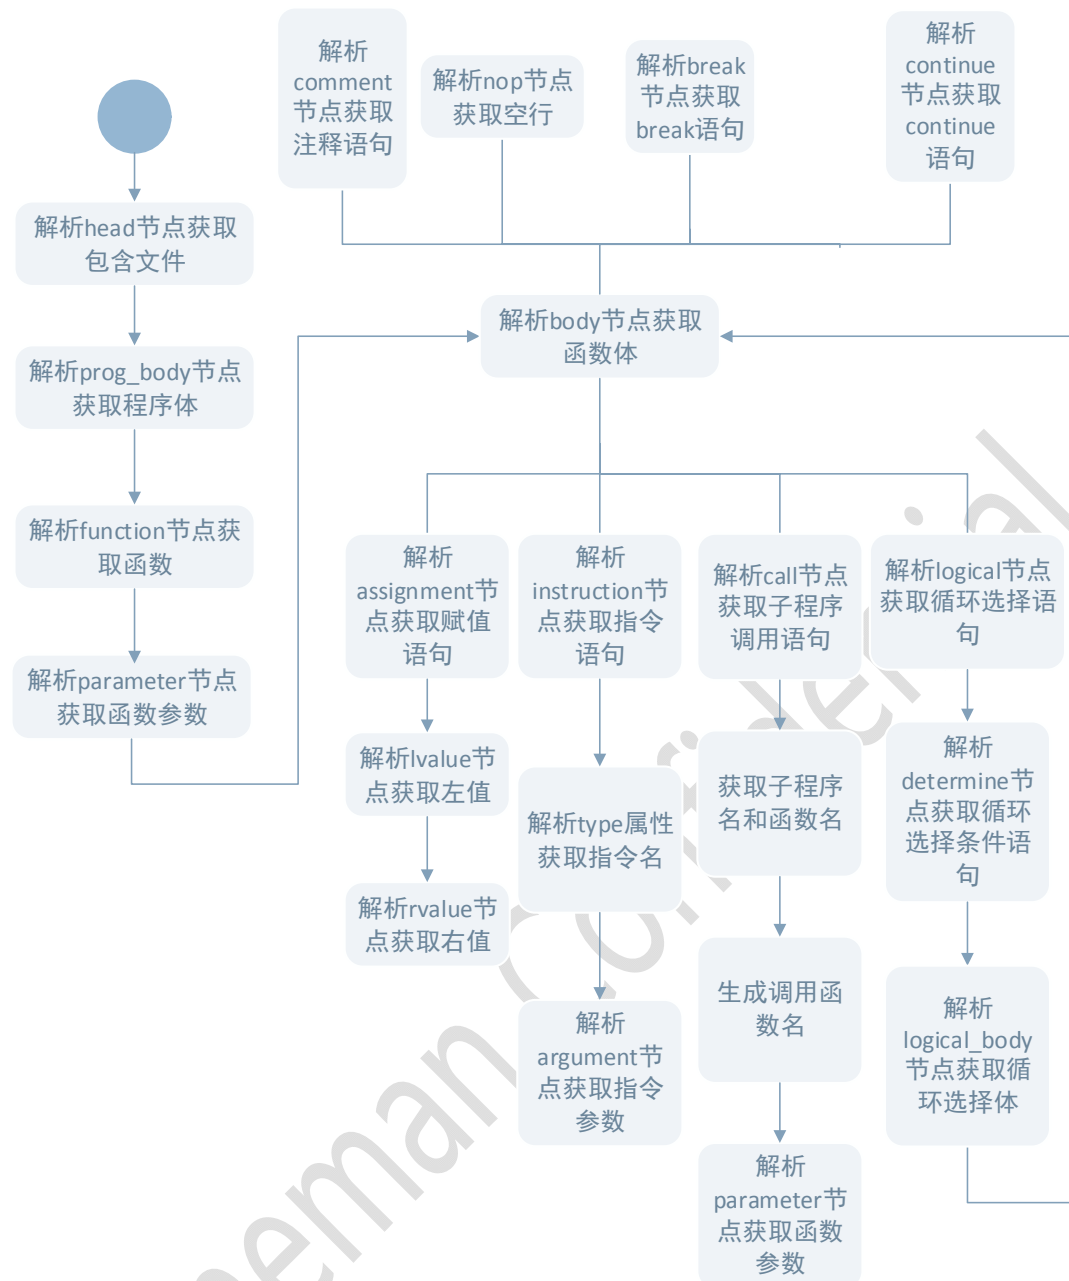 解析
comment
节点获取
注释语句
解析nop节点
获取空行
解析break
节点获取
break语句
解析
continue
节点获取
continue
语句
解析head节点获取
包含文件
解析prog_body节点
获取程序体
解析function节点获
取函数
解析parameter节点
获取函数参数
解析body节点获取
函数体
解析
assignment节
点获取赋值
语句
解析lvalue节
点获取左值
解析rvalue节
点获取右值
解析
instruction节
点获取指令
语句
解析type属性
获取指令名
解析
argument节
点获取指令
参数
解析call节点
获取子程序
调用语句
获取子程序
名和函数名
生成调用函
数名
解析
parameter节
点获取函数
参数
解析logical节点
获取循环选择语
句
解析
determine节
点获取循环
选择条件语
句
解析
logical_body
节点获取循
环选择体